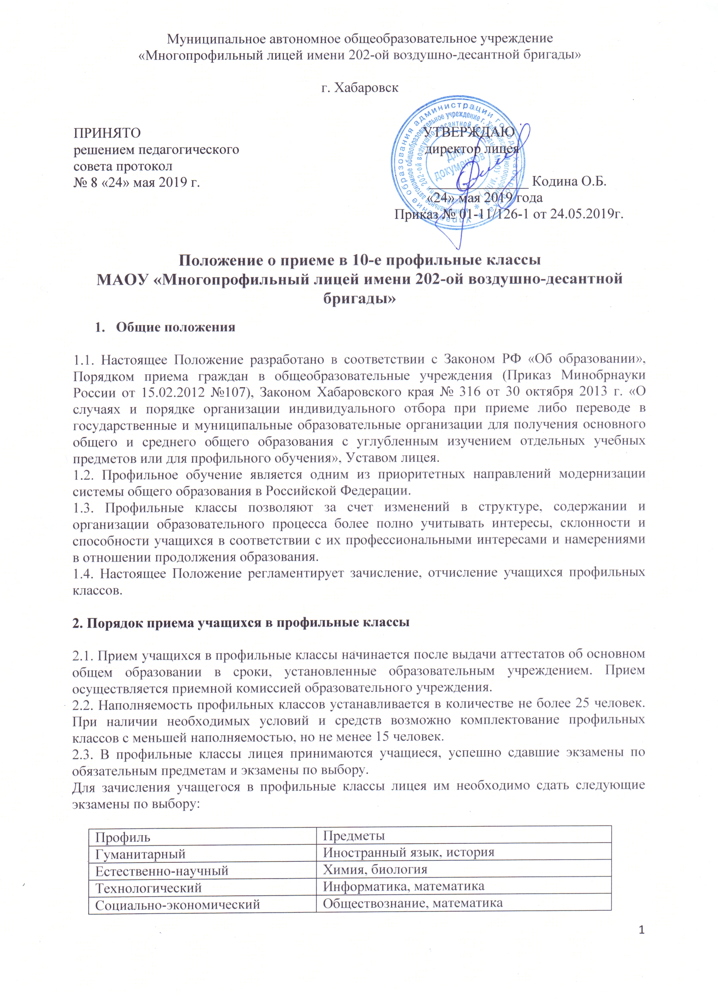 Муниципальное автономное общеобразовательное учреждение
«Многопрофильный лицей имени 202-ой воздушно-десантной бригады»
г. Хабаровск
ПРИНЯТО
решением педагогического
совета протокол
№ 8 «24» мая 2019 г.
УТВЕРЖДАЮ
директор лицея
Кодина О.Б.
«24» мая 2019 года
Приказ № 01-11/126-1 от 24.05.2019г.
Управление образования администрации города Хабаровска
Для
документов
Положение о приеме в 10-е профильные классы
МАОУ «Многопрофильный лицей имени 202-ой воздушно-десантной
бригады»
1. Общие положения
1.1. Настоящее Положение разработано в соответствии с Законом РФ «Об образовании»,
Порядком приема граждан в общеобразовательные учреждения (Приказ Минобрнауки
России от 15.02.2012 №107), Законом Хабаровского края № 316 от 30 октября 2013 г. «О
случаях и порядке организации индивидуального отбора при приеме либо переводе в
государственные и муниципальные образовательные организации для получения основного
общего и среднего общего образования с углубленным изучением отдельных учебных
предметов или для профильного обучения», Уставом лицея.
1.2. Профильное обучение является одним из приоритетных направлений модернизации
системы общего образования в Российской Федерации.
1.3. Профильные классы позволяют за счет изменений в структуре, содержании и
организации образовательного процесса более полно учитывать интересы, склонности и
способности учащихся в соответствии с их профессиональными интересами и намерениями
в отношении продолжения образования.
1.4. Настоящее Положение регламентирует зачисление, отчисление учащихся профильных
классов.
2. Порядок приема учащихся в профильные классы
2.1. Прием учащихся в профильные классы начинается после выдачи аттестатов об основном
общем образовании в сроки, установленные образовательным учреждением. Прием
осуществляется приемной комиссией образовательного учреждения.
2.2. Наполняемость профильных классов устанавливается в количестве не более 25 человек.
При наличии необходимых условий и средств возможно комплектование профильных
классов с меньшей наполняемостью, но не менее 15 человек.
2.3. В профильные классы лицея принимаются учащиеся, успешно сдавшие экзамены по
обязательным предметам и экзамены по выбору.
Для зачисления учащегося в профильные классы лицея им необходимо сдать следующие
экзамены по выбору:
Профиль Предметы
Гуманитарный Иностранный язык, история
Естественно-научный Химия, биология
Технологический Информатика, математика
Социально-экономический Обществознание, математика
1